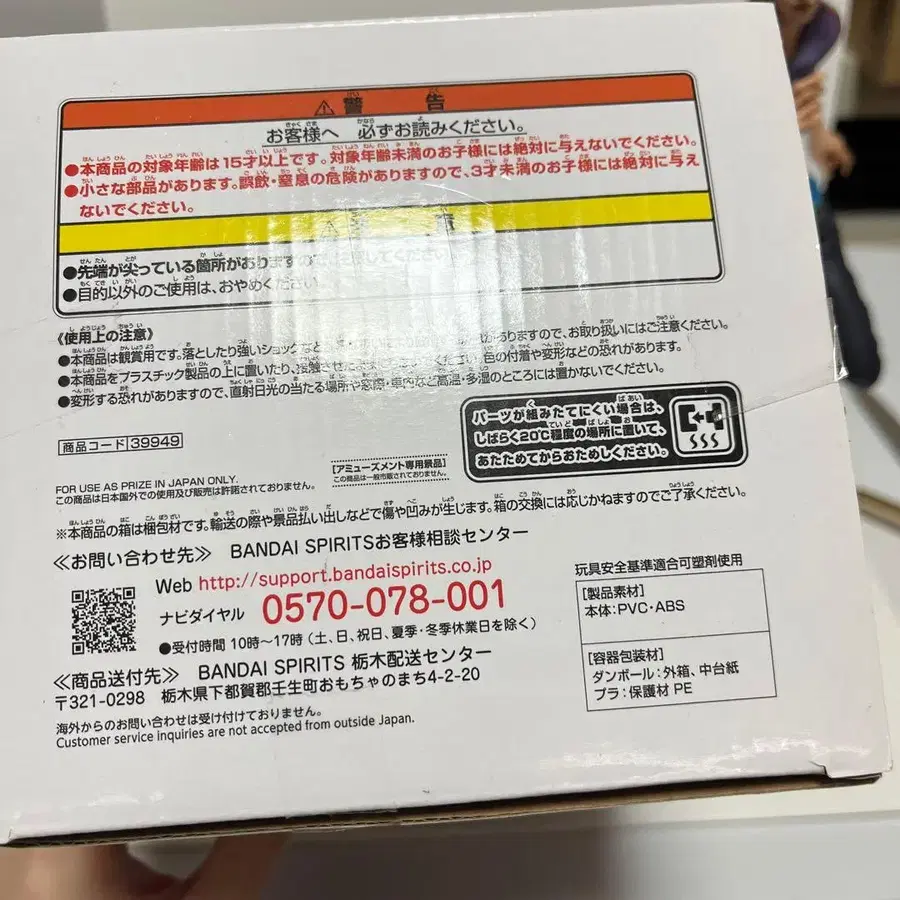 ⚠警告
お客様へ 必ずお読みください。
●本商品の対象年齢は15才以上です。対象年齢未満のお子様には絶対に与えないでください。
●小さな部品があります。誤飲・窒息の危険がありますので、3才未満のお子様には絶対に与え
ないでください。
●先端が尖っている箇所がありますので、注意してください。
●目的以外のご使用は、おやめください。
《使用上の注意》
●本商品は観賞用です。落としたり強いショックなど
がありますので、お取り扱いにはご注意ください。
●本商品をプラスチック製品の上に置いたり、接触させ
色の付着や変形などの恐れがあります。
●変形する恐れがありますので、直射日光の当たる場所や窓際・車内など高温・多湿のところには置かないでください。
パーツが組みたてにくい場合は、
しばらく20℃程度の場所に置いて、
あたためてからおためしください。
商品コード 39949
FOR USE AS PRIZE IN JAPAN ONLY.
この商品は日本国外での使用及び販売は許諾されておりません。
[アミューズメント専用景品]
この商品は一般市販されておりません。
※本商品の箱は梱包材です。輸送の際や景品払い出しなどで傷や凹みが生じます。箱の交換には応じかねますのでご了承ください。
≪お問い合わせ先≫ BANDAI SPIRITSお客様相談センター
Web http://support.bandaispirits.co.jp
ナビダイヤル 0570-078-001
●受付時間 10時〜17時 (土、日、祝日、夏季・冬季休業日を除く)
≪商品送付先≫ BANDAI SPIRITS 栃木配送センター
〒321-0298 栃木県下都賀郡壬生町おもちゃのまち4-2-20
海外からのお問い合わせは受け付けておりません。
Customer service inquiries are not accepted from outside Japan.
玩具安全基準適合可塑剤使用
[製品素材]
本体:PVC・ABS
[容器包装材]
ダンボール:外箱、中台紙
プラ:保護材 PE